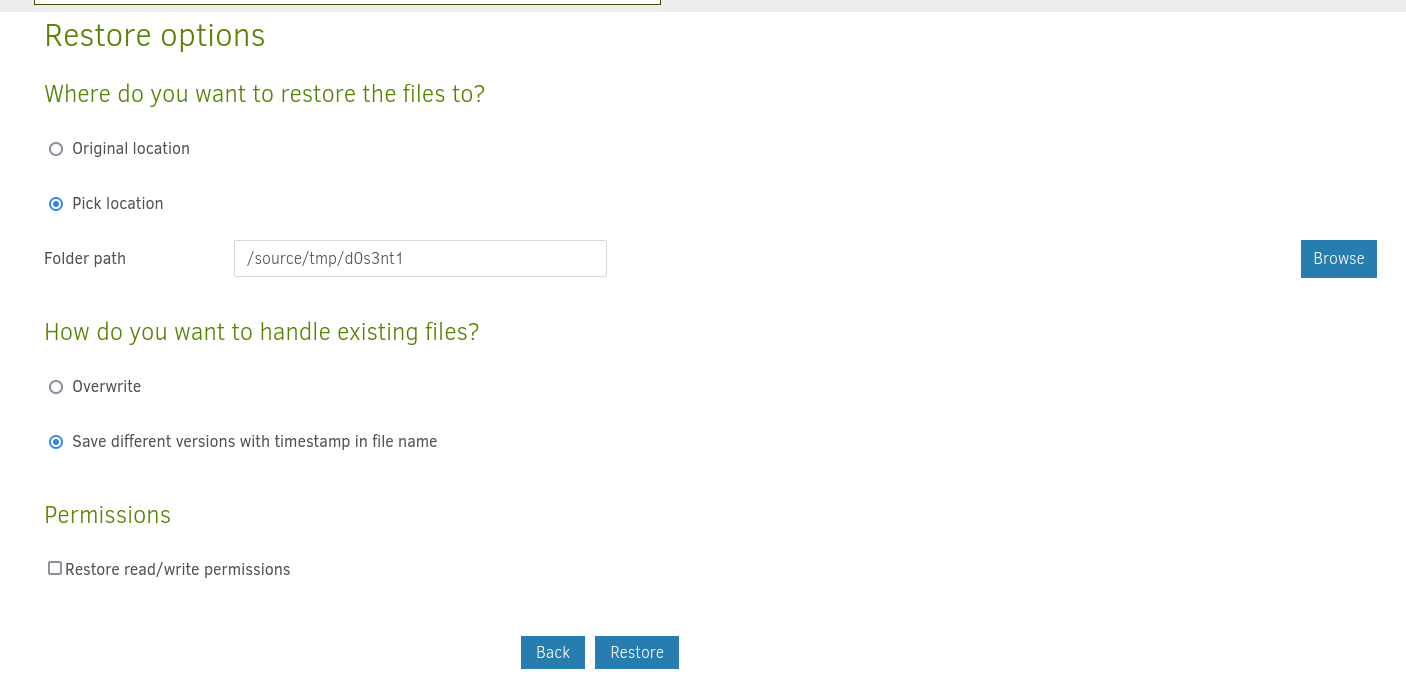 Restore options
Where do you want to restore the files to?
Original location
Pick location
Folder path /source/tmp/d0s3nt1 Browse
How do you want to handle existing files?
Overwrite
Save different versions with timestamp in file name
Permissions
Restore read/write permissions
Back Restore